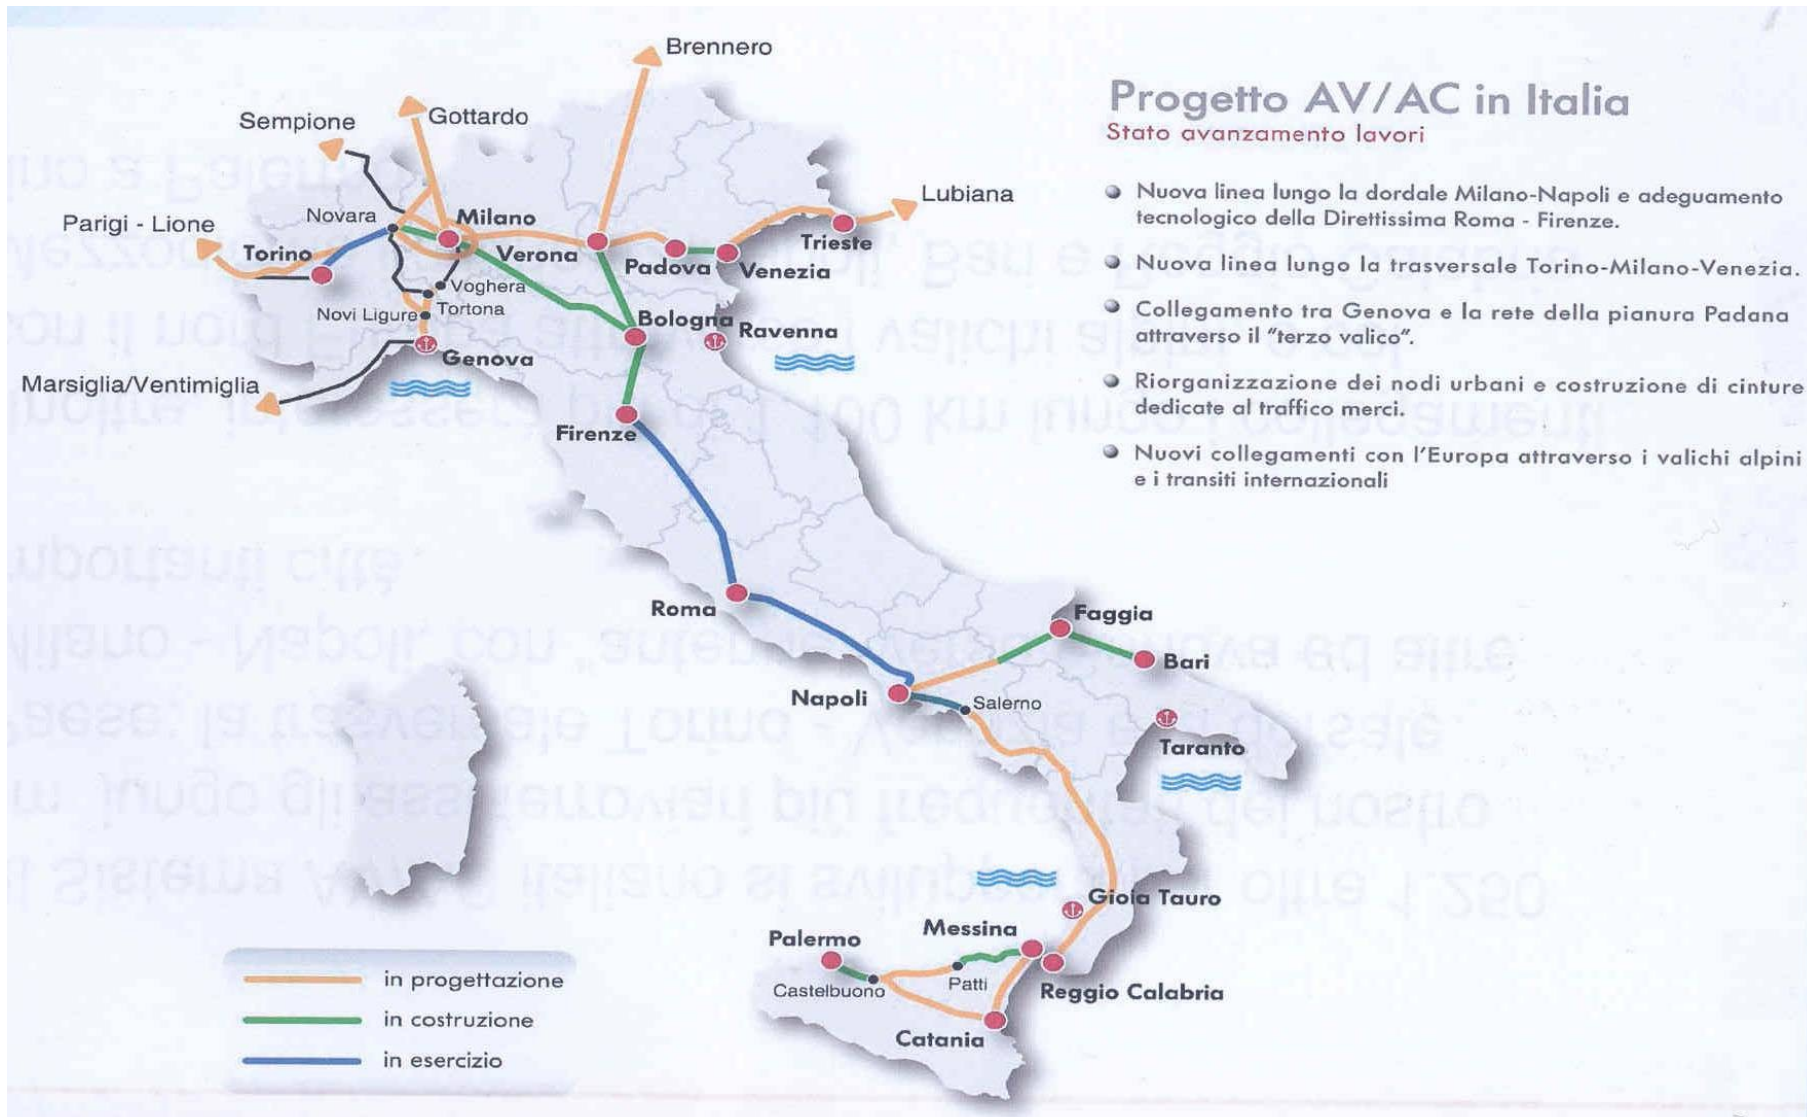 Brennero
Gottardo
Sempione
Lubiana
Novara
Milano
Parigi - Lione
Torino
Verona
Trieste
Padova
Venezia
Voghera
Tortona
Novi Ligure
Bologna
Ravenna
Genova
Marsiglia/Ventimiglia
Firenze
Roma
Faggia
Bari
Napoli
Salerno
Taranto
Gioia Tauro
Messina
Palermo
Castelbuono
Patti
Reggio Calabria
Catania
in progettazione
in costruzione
in esercizio
Progetto AV/AC in Italia
Stato avanzamento lavori
Nuova linea lungo la dordale Milano-Napoli e adeguamento
tecnologico della Direttissima Roma - Firenze.
Nuova linea lungo la trasversale Torino-Milano-Venezia.
Collegamento tra Genova e la rete della pianura Padana
attraverso il "terzo valico".
Riorganizzazione dei nodi urbani e costruzione di cinture
dedicate al traffico merci.
Nuovi collegamenti con l'Europa attraverso i valichi alpini
e i transiti internazionali